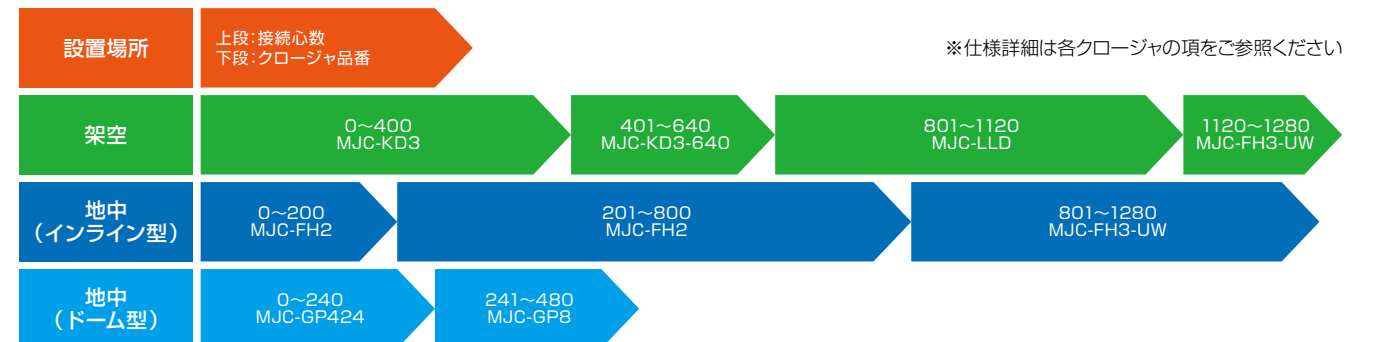 設置場所
上段：接続心数
下段：クロージャ品番
※仕様詳細は各クロージャの項をご参照ください
架空
0～400
MJC-KD3
401～640
MJC-KD3-640
801～1120
MJC-LLD
1120～1280
MJC-FH3-UW
地中
（インライン型）
0～200
MJC-FH2
201～800
MJC-FH2
801～1280
MJC-FH3-UW
地中
（ドーム型）
0～240
MJC-GP424
241～480
MJC-GP8